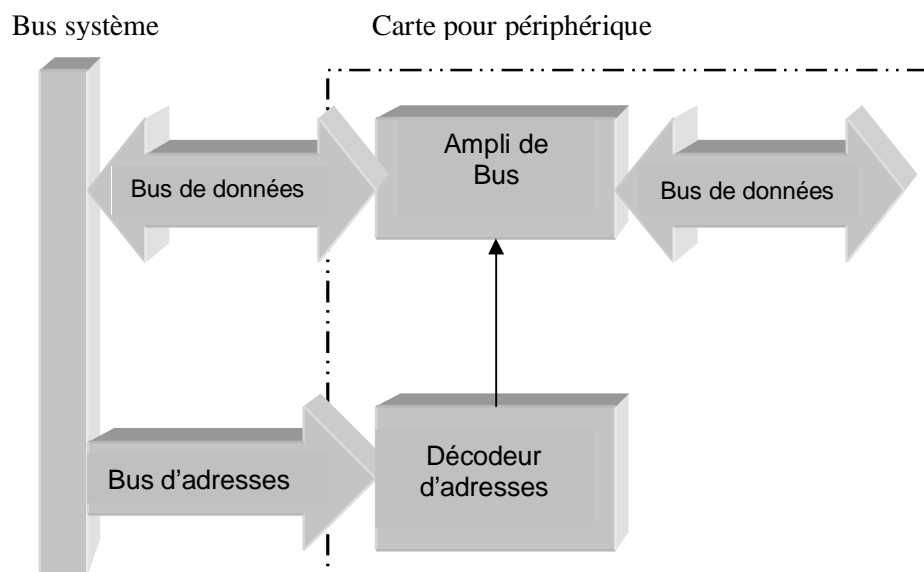 Bus système
Carte pour périphérique
Ampli de
Bus
Bus de données
Bus de données
Bus d’adresses
Décodeur
d’adresses